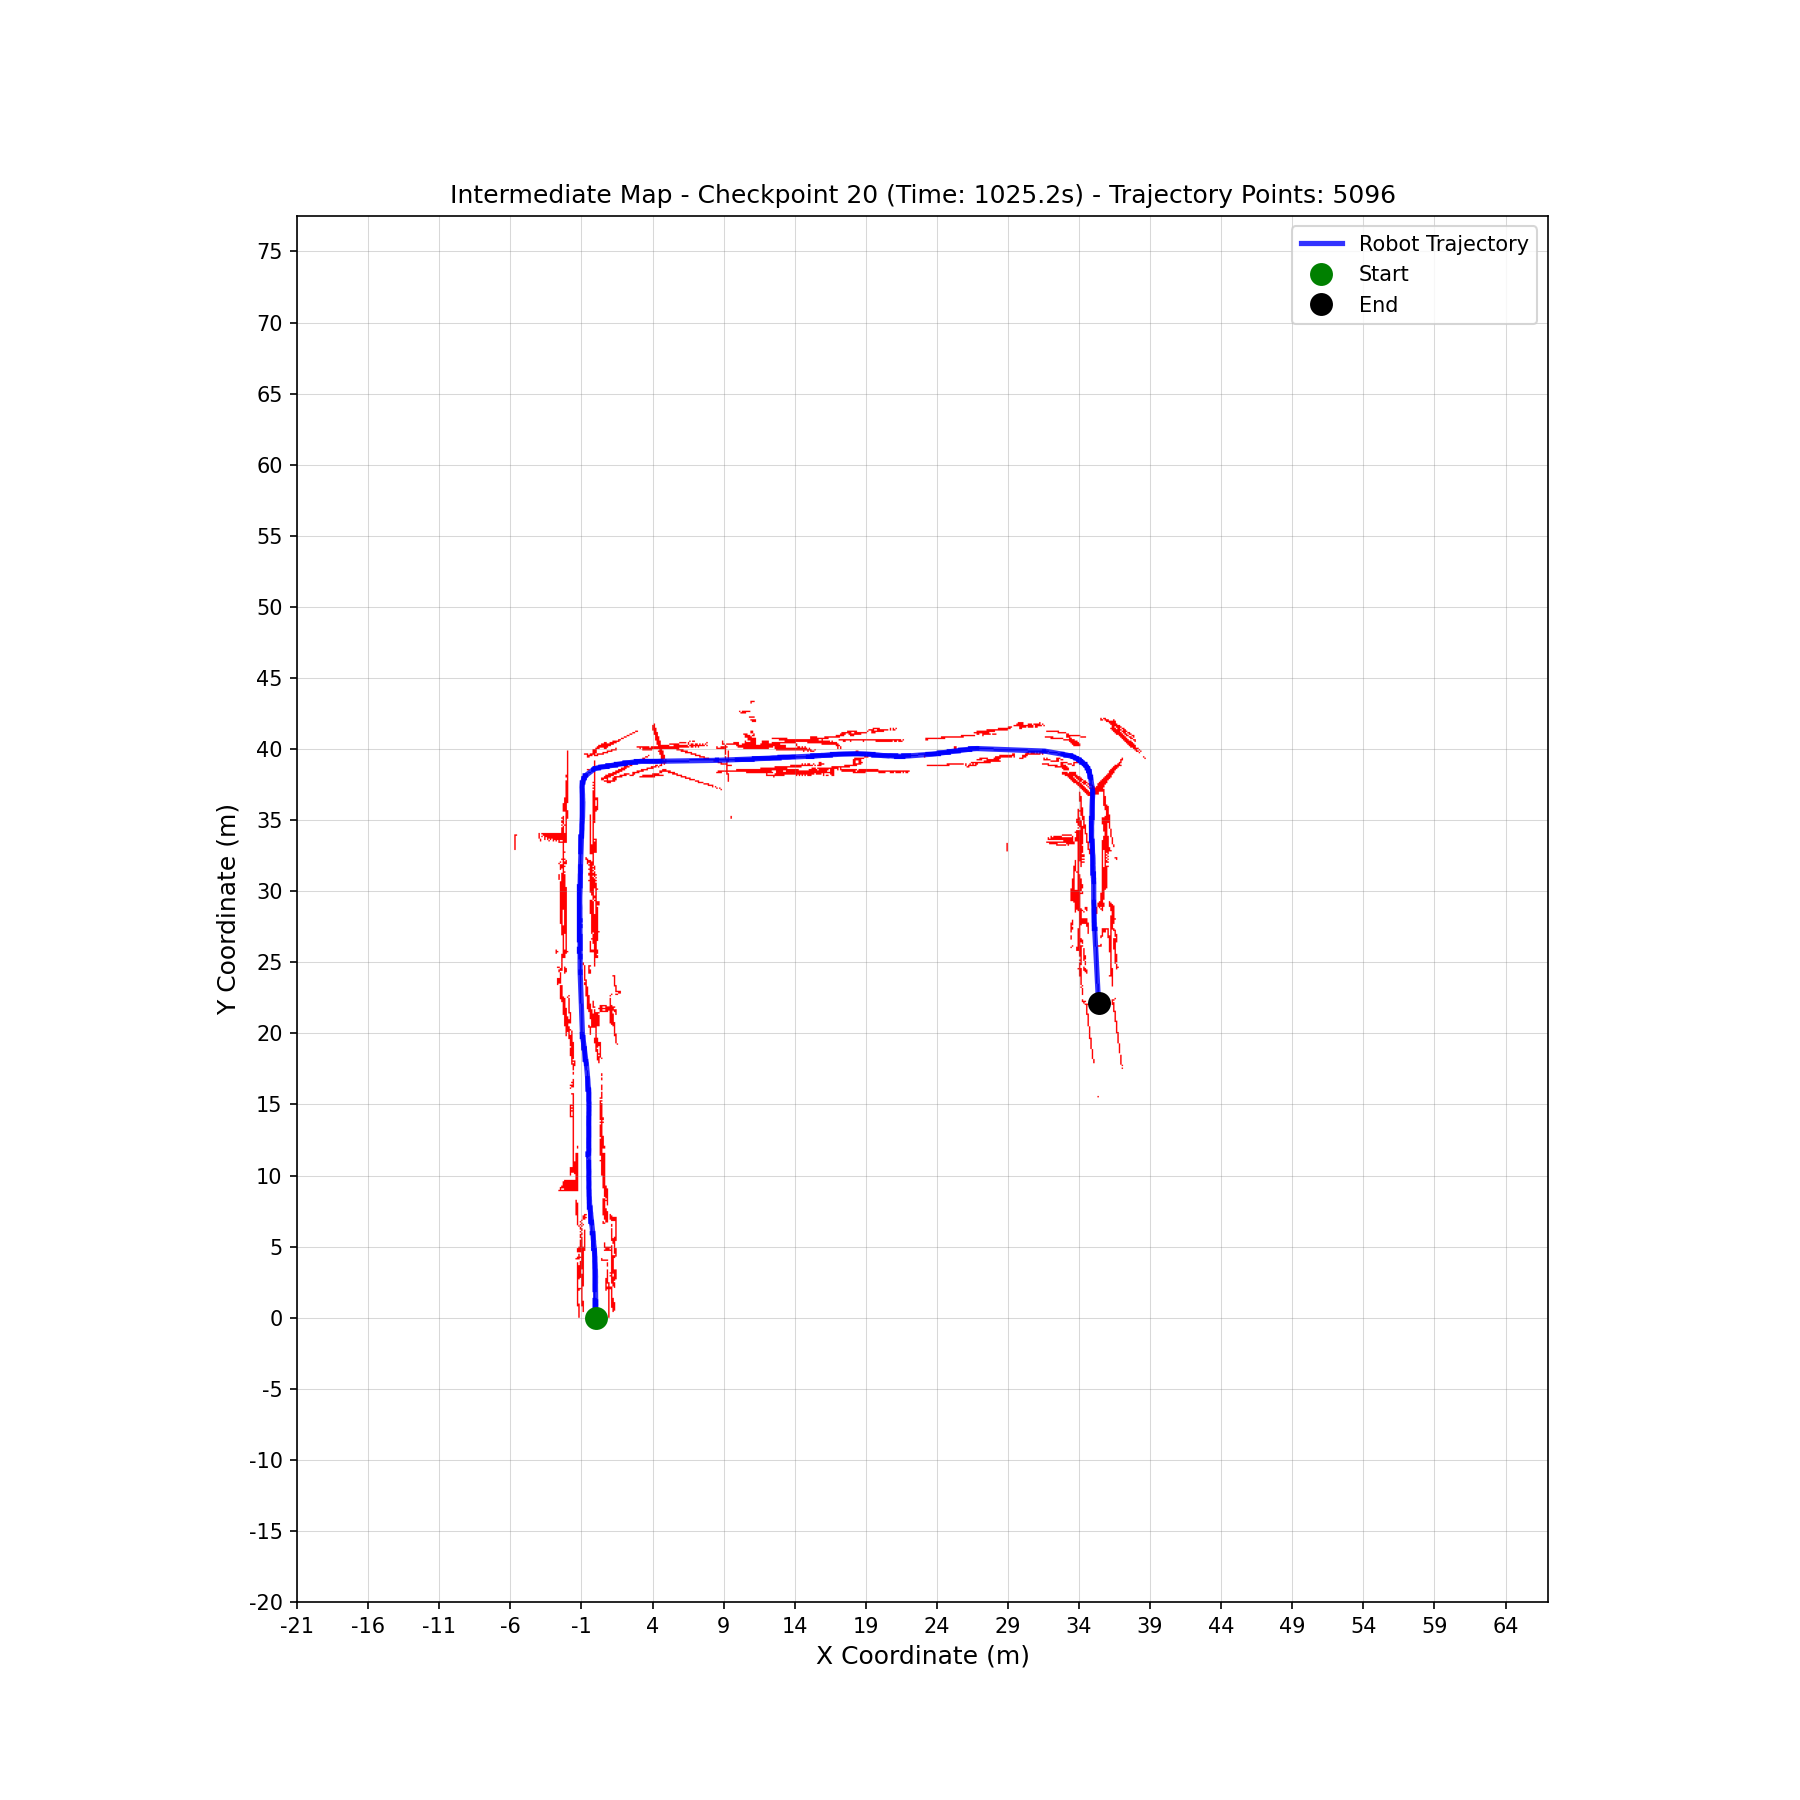 Intermediate Map - Checkpoint 20 (Time: 1025.2s) - Trajectory Points: 5096
Robot Trajectory
Start
End
75
70
65
60
55
50
45
40
35
30
25
20
15
10
5
0
-5
-10
-15
-20
Y Coordinate (m)
-21 -16 -11 -6 -1 4 9 14 19 24 29 34 39 44 49 54 59 64
X Coordinate (m)